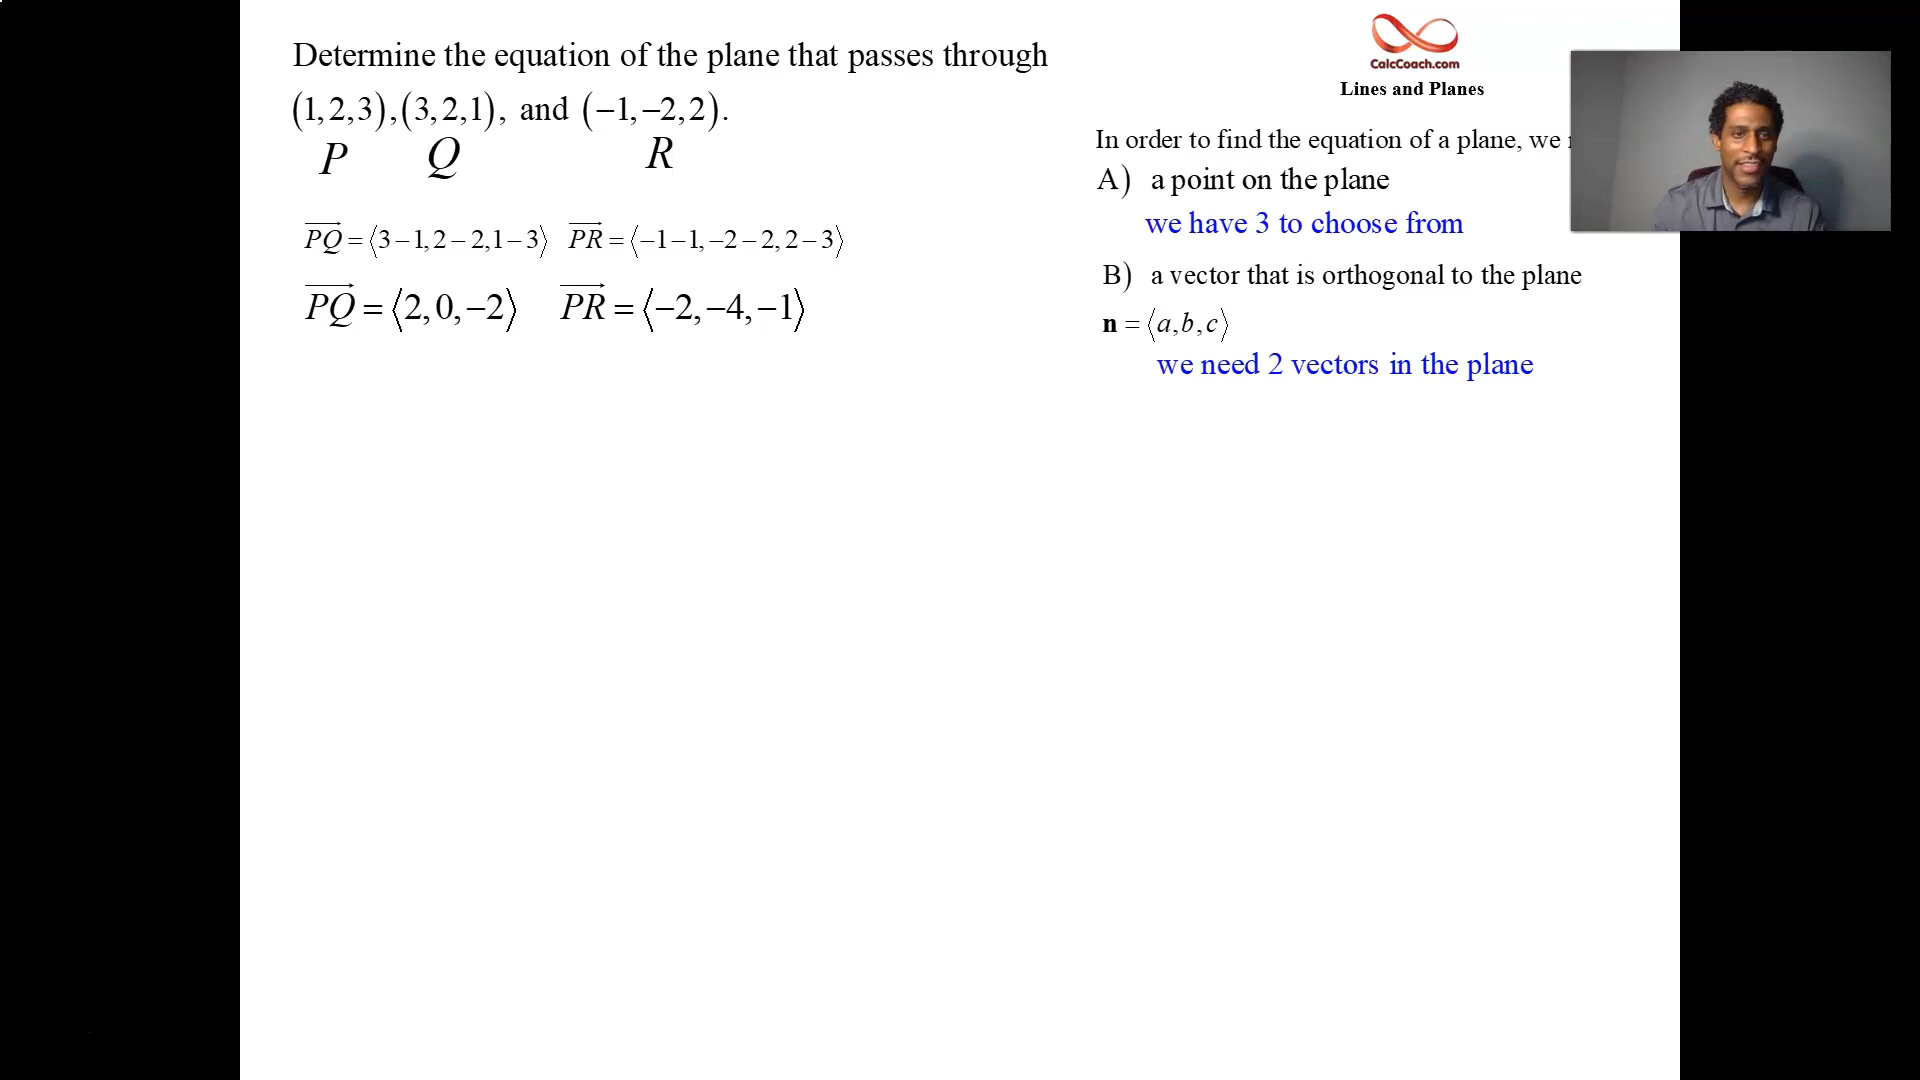 Determine the equation of the plane that passes through
(1,2,3),(3,2,1), and (−1,−2,2).
P Q R
PQ = ⟨3−1,2−2,1−3⟩ PR = ⟨−1−1,−2−2,2−3⟩
PQ = ⟨2,0,−2⟩ PR = ⟨−2,−4,−1⟩
CalcCoach.com
Lines and Planes
In order to find the equation of a plane, we
A) a point on the plane
we have 3 to choose from
B) a vector that is orthogonal to the plane
n = ⟨a,b,c⟩
we need 2 vectors in the plane